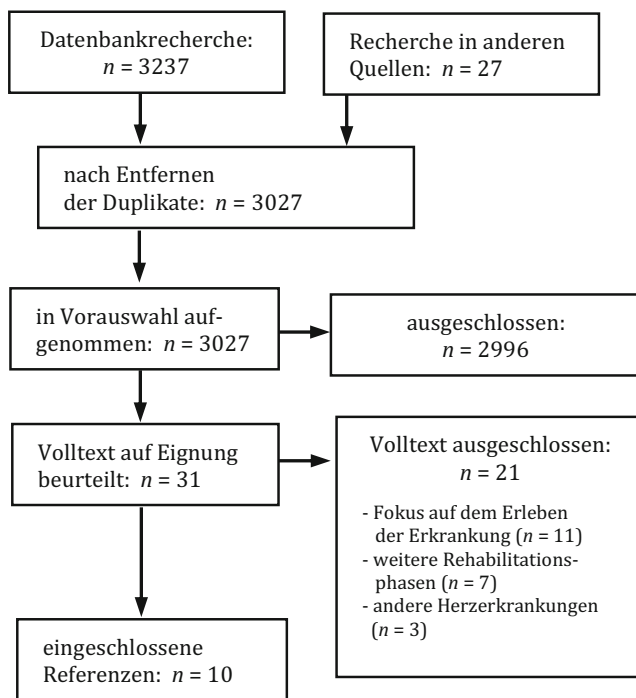 Datenbankrecherche:
n = 3237
Recherche in anderen
Quellen: n = 27
nach Entfernen
der Duplikate: n = 3027
in Vorauswahl auf-
genommen: n = 3027
ausgeschlossen:
n = 2996
Volltext auf Eignung
beurteilt: n = 31
Volltext ausgeschlossen:
n = 21
- Fokus auf dem Erleben
der Erkrankung (n = 11)
- weitere Rehabilitations-
phasen (n = 7)
- andere Herzerkrankungen
(n = 3)
eingeschlossene
Referenzen: n = 10